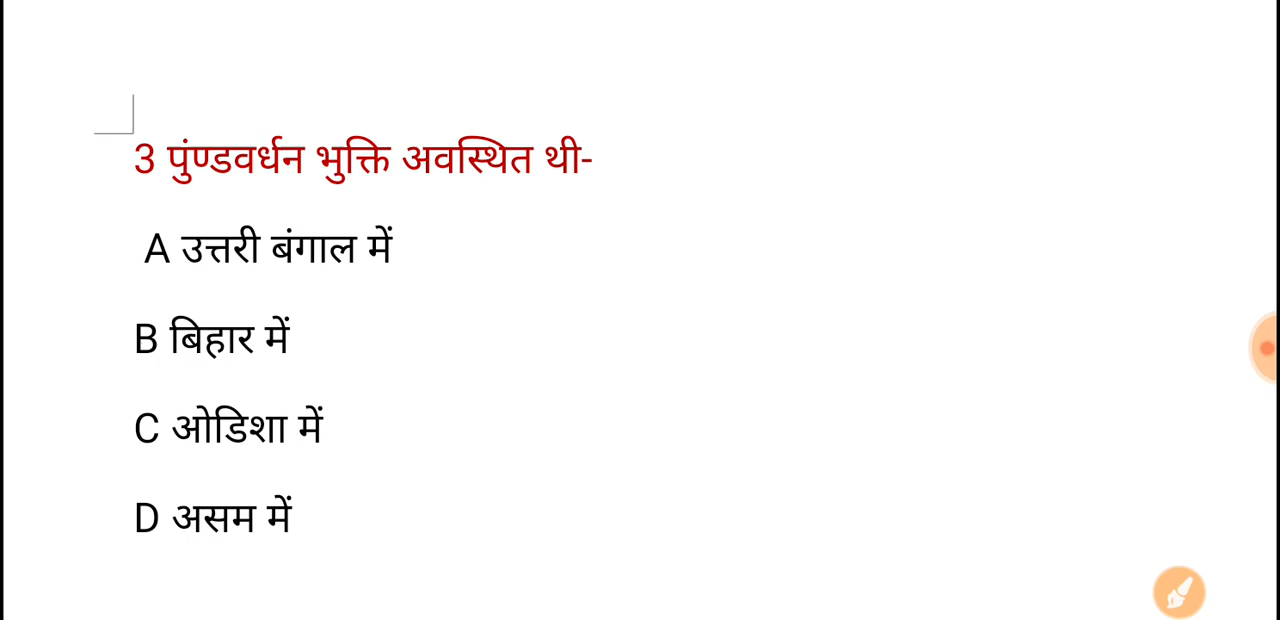 3 पुंण्डवर्धन भुक्ति अवस्थित थी-
A उत्तरी बंगाल में
B बिहार में
C ओडिशा में
D असम में